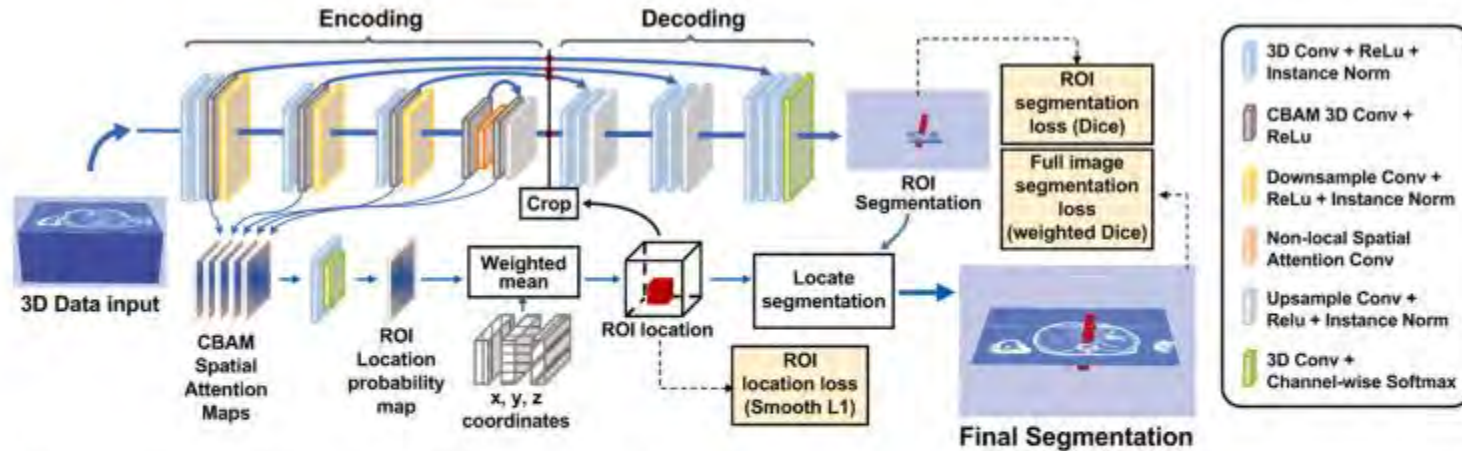 Encoding
Decoding
3D Data input
CBAM
Spatial
Attention
Maps
ROI
Location
probability
map
Weighted
mean
x, y, z
coordinates
Crop
ROI location
ROI
location loss
(Smooth L1)
Locate
segmentation
ROI
Segmentation
ROI
segmentation
loss (Dice)
Full image
segmentation
loss
(weighted Dice)
Final Segmentation
3D Conv + ReLu +
Instance Norm
CBAM 3D Conv +
ReLu
Downsample Conv +
ReLu + Instance Norm
Non-local Spatial
Attention Conv
Upsample Conv +
Relu + Instance Norm
3D Conv +
Channel-wise Softmax